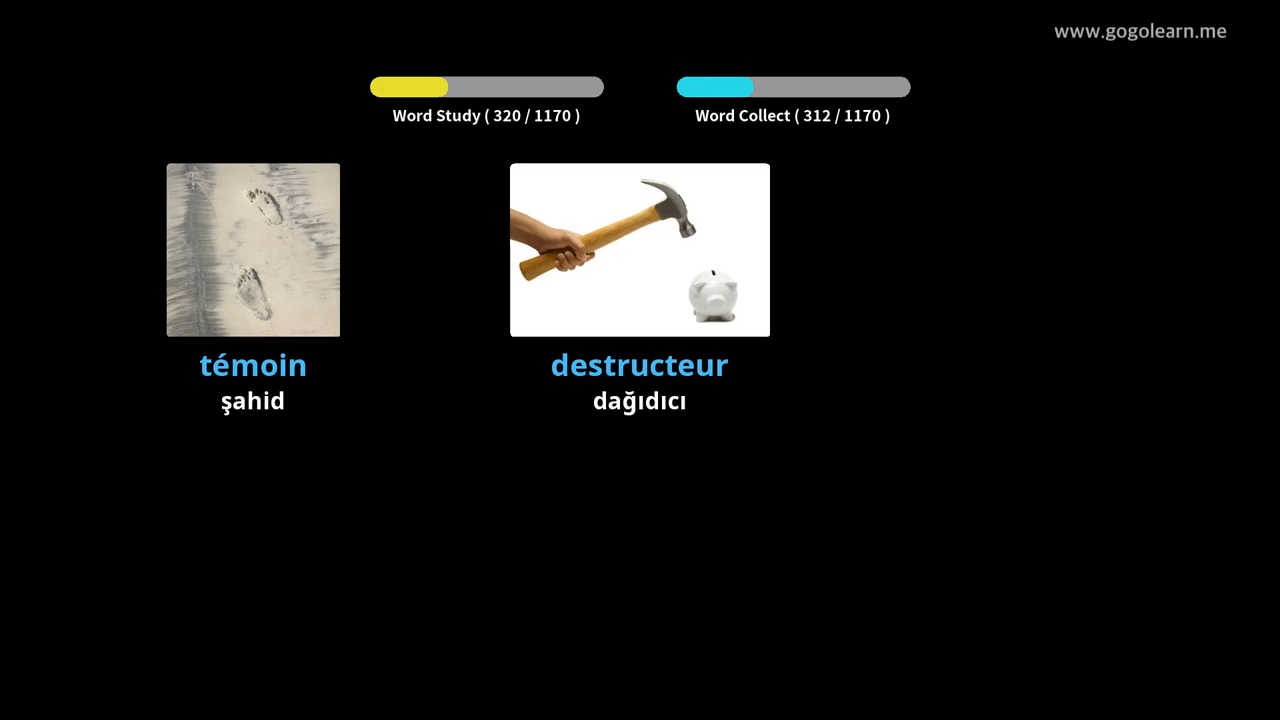 www.gogolearn.me
Word Study ( 320 / 1170 )
Word Collect ( 312 / 1170 )
témoin
şahid
destructeur
dağıdıcı